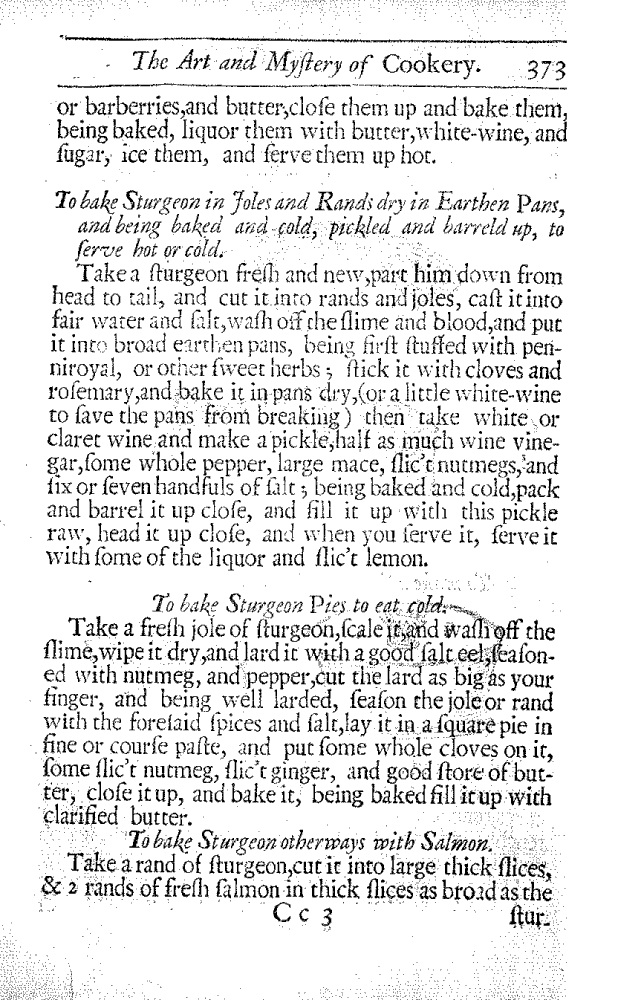 The Art and Myſtery of Cookery. 373
or barberries,and butter,cloſe them up and bake them,
being baked, liquor them with butter,white-wine, and
ſugar, ice them, and ſerve them up hot.
To bake Sturgeon in Joles and Rands dry in Earthen Pans,
and being baked and cold, pickled and barreld up, to
ſerve hot or cold.
Take a ſturgeon freſh and new,part him down from
head to tail, and cut it into rands and joles, caſt it into
fair water and ſalt,waſh off the ſlime and blood,and put
it into broad earthen pans, being firſt ſtuffed with pen-
niroyal, or other ſweet herbs ; ſtick it with cloves and
roſemary,and bake it in pans dry,(or a little white-wine
to ſave the pans from breaking) then take white or
claret wine and make a pickle,half as much wine vine-
gar,ſome whole pepper, large mace, ſlic't nutmegs, and
ſix or ſeven handfuls of ſalt ; being baked and cold,pack
and barrel it up cloſe, and fill it up with this pickle
raw, head it up cloſe, and when you ſerve it, ſerve it
with ſome of the liquor and ſlic't lemon.
To bake Sturgeon Pies to eat cold.
Take a freſh jole of ſturgeon,ſcale it,and waſh off the
ſlime,wipe it dry,and lard it with a good ſalt eel,ſeaſon-
ed with nutmeg, and pepper,cut the lard as big as your
finger, and being well larded, ſeaſon the jole or rand
with the foreſaid ſpices and ſalt,lay it in a ſquare pie in
fine or courſe paſte, and put ſome whole cloves on it,
ſome ſlic't nutmeg, ſlic't ginger, and good ſtore of but-
ter, cloſe it up, and bake it, being baked fill it up with
clarified butter.
To bake Sturgeon otherways with Salmon.
Take a rand of ſturgeon,cut it into large thick ſlices,
& 2 rands of freſh ſalmon in thick ſlices as broad as the
C c 3 ſtur-